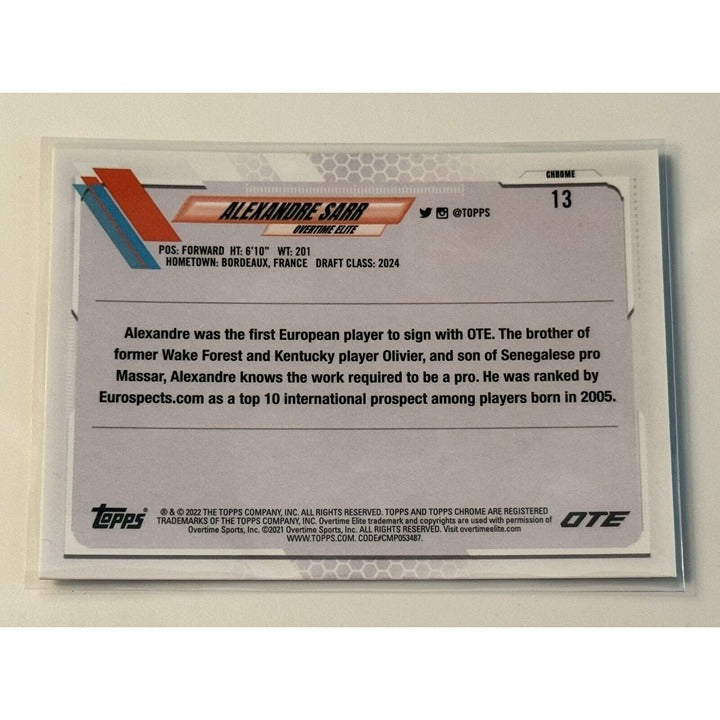 CHROME
13
ALEXANDRE SARR
OVERTIME ELITE
@TOPPS
POS: FORWARD HT: 6'10" WT: 201
HOMETOWN: BORDEAUX, FRANCE DRAFT CLASS: 2024
Alexandre was the first European player to sign with OTE. The brother of
former Wake Forest and Kentucky player Olivier, and son of Senegalese pro
Massar, Alexandre knows the work required to be a pro. He was ranked by
Eurospects.com as a top 10 international prospect among players born in 2005.
Topps
® & © 2022 THE TOPPS COMPANY, INC. ALL RIGHTS RESERVED. TOPPS AND TOPPS CHROME ARE REGISTERED
TRADEMARKS OF THE TOPPS COMPANY, INC. Overtime Elite trademark and copyrights are used with permission of
Overtime Sports, Inc. ©2021 Overtime Sports, Inc. ALL RIGHTS RESERVED. Visit overtimeelite.com.
WWW.TOPPS.COM. CODE#CMP053487.
OTE